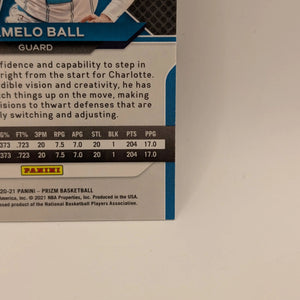 MELO BALL
GUARD
fidence and capability to step in
right from the start for Charlotte.
dible vision and creativity, he has
tch things up on the move, making
cisions to thwart defenses that are
ly switching and adjusting.
G% FT% 3PM RPG APG STL BLK PTS PPG
.373 .723 20 7.5 7.0 20 1 204 17.0
.373 .723 20 7.5 7.0 20 1 204 17.0
PANINI
20-21 PANINI - PRIZM BASKETBALL
America, Inc. © 2021 NBA Properties, Inc. Produced in the USA.
ensed product of the National Basketball Players Association.